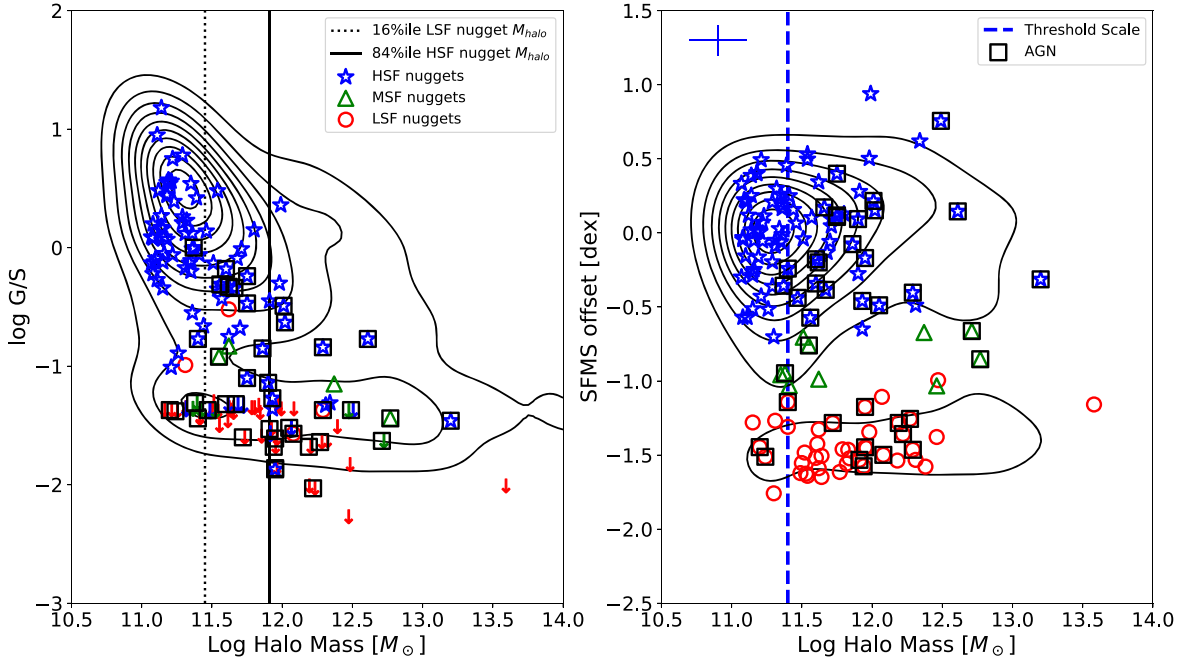 2
1
0
−1
−2
−3
log G/S
10.5 11.0 11.5 12.0 12.5 13.0 13.5 14.0
Log Halo Mass [M⊙]
16%ile LSF nugget Mhalo
84%ile HSF nugget Mhalo
HSF nuggets
MSF nuggets
LSF nuggets
1.5
1.0
0.5
0.0
−0.5
−1.0
−1.5
−2.0
−2.5
SFMS offset [dex]
10.5 11.0 11.5 12.0 12.5 13.0 13.5 14.0
Log Halo Mass [M⊙]
Threshold Scale
AGN